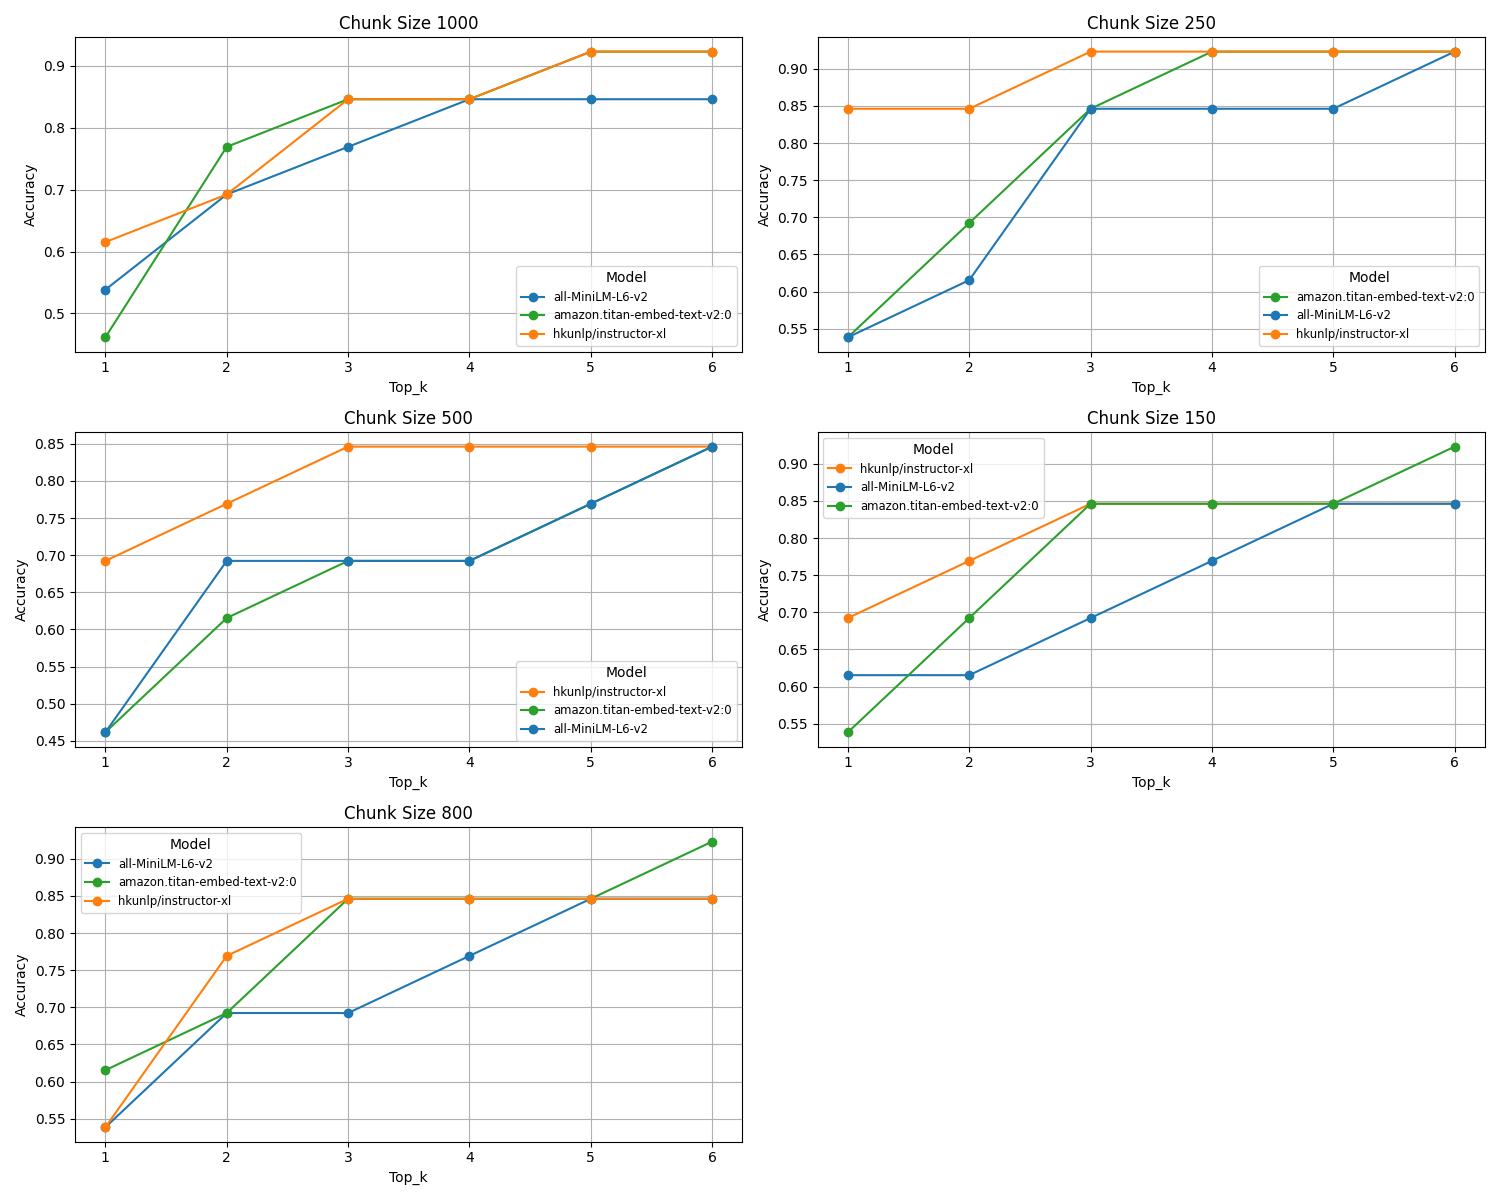 Chunk Size 1000
Accuracy
0.9
0.8
0.7
0.6
0.5
Model
all-MiniLM-L6-v2
amazon.titan-embed-text-v2:0
hkunlp/instructor-xl
1 2 3 4 5 6
Top_k
Chunk Size 250
Accuracy
0.90
0.85
0.80
0.75
0.70
0.65
0.60
0.55
Model
amazon.titan-embed-text-v2:0
all-MiniLM-L6-v2
hkunlp/instructor-xl
1 2 3 4 5 6
Top_k
Chunk Size 500
Accuracy
0.85
0.80
0.75
0.70
0.65
0.60
0.55
0.50
0.45
Model
hkunlp/instructor-xl
amazon.titan-embed-text-v2:0
all-MiniLM-L6-v2
1 2 3 4 5 6
Top_k
Chunk Size 150
Accuracy
0.90
0.85
0.80
0.75
0.70
0.65
0.60
0.55
Model
hkunlp/instructor-xl
all-MiniLM-L6-v2
amazon.titan-embed-text-v2:0
1 2 3 4 5 6
Top_k
Chunk Size 800
Accuracy
0.90
0.85
0.80
0.75
0.70
0.65
0.60
0.55
Model
all-MiniLM-L6-v2
amazon.titan-embed-text-v2:0
hkunlp/instructor-xl
1 2 3 4 5 6
Top_k